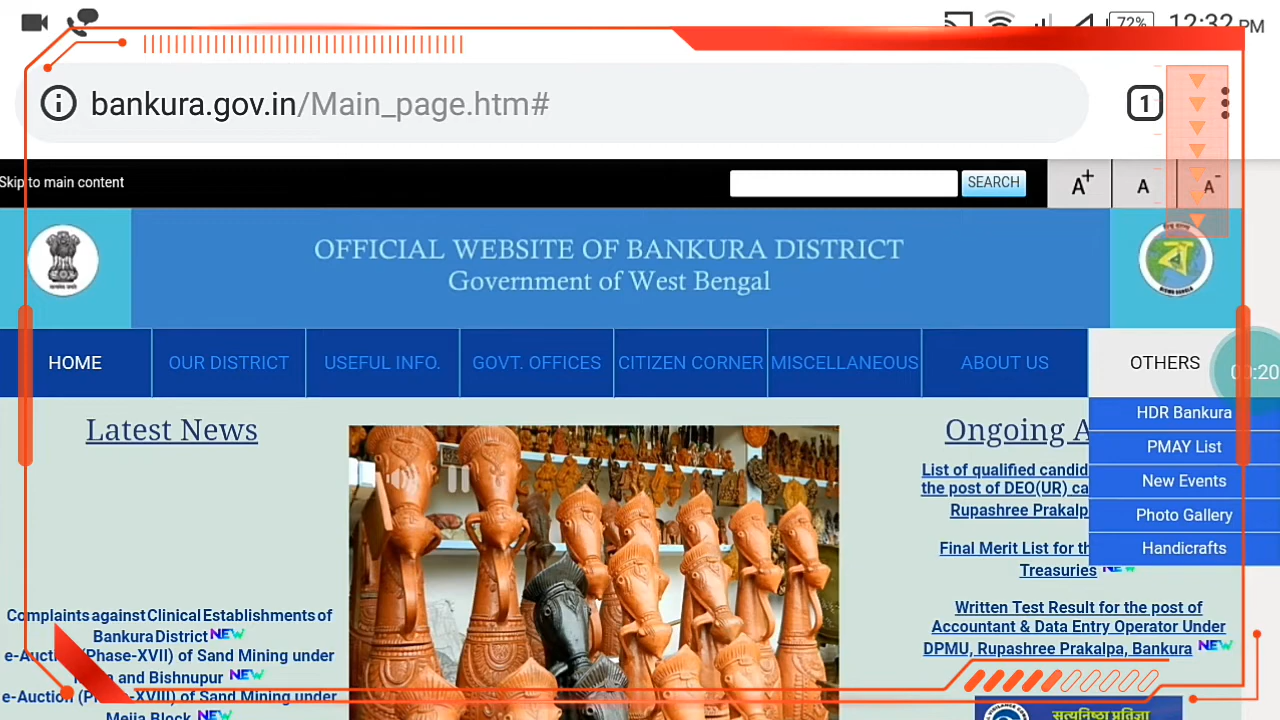 72% 12:32 PM
bankura.gov.in/Main_page.htm#
1
Skip to main content
SEARCH
A+ A A-
OFFICIAL WEBSITE OF BANKURA DISTRICT
Government of West Bengal
HOME OUR DISTRICT USEFUL INFO. GOVT. OFFICES CITIZEN CORNER MISCELLANEOUS ABOUT US OTHERS
00:20
HDR Bankura
PMAY List
New Events
Photo Gallery
Handicrafts
Latest News
Complaints against Clinical Establishments of
Bankura District NEW
e-Auction (Phase-XVII) of Sand Mining under
and Bishnupur NEW
e-Auction (Phase-XVIII) of Sand Mining under
Mejia Block NEW
Ongoing A
List of qualified candid
the post of DEO(UR) ca
Rupashree Prakalp
Final Merit List for th
Treasuries NEW
Written Test Result for the post of
Accountant & Data Entry Operator Under
DPMU, Rupashree Prakalpa, Bankura NEW
सत्यनिष्ठा प्रतिज्ञा